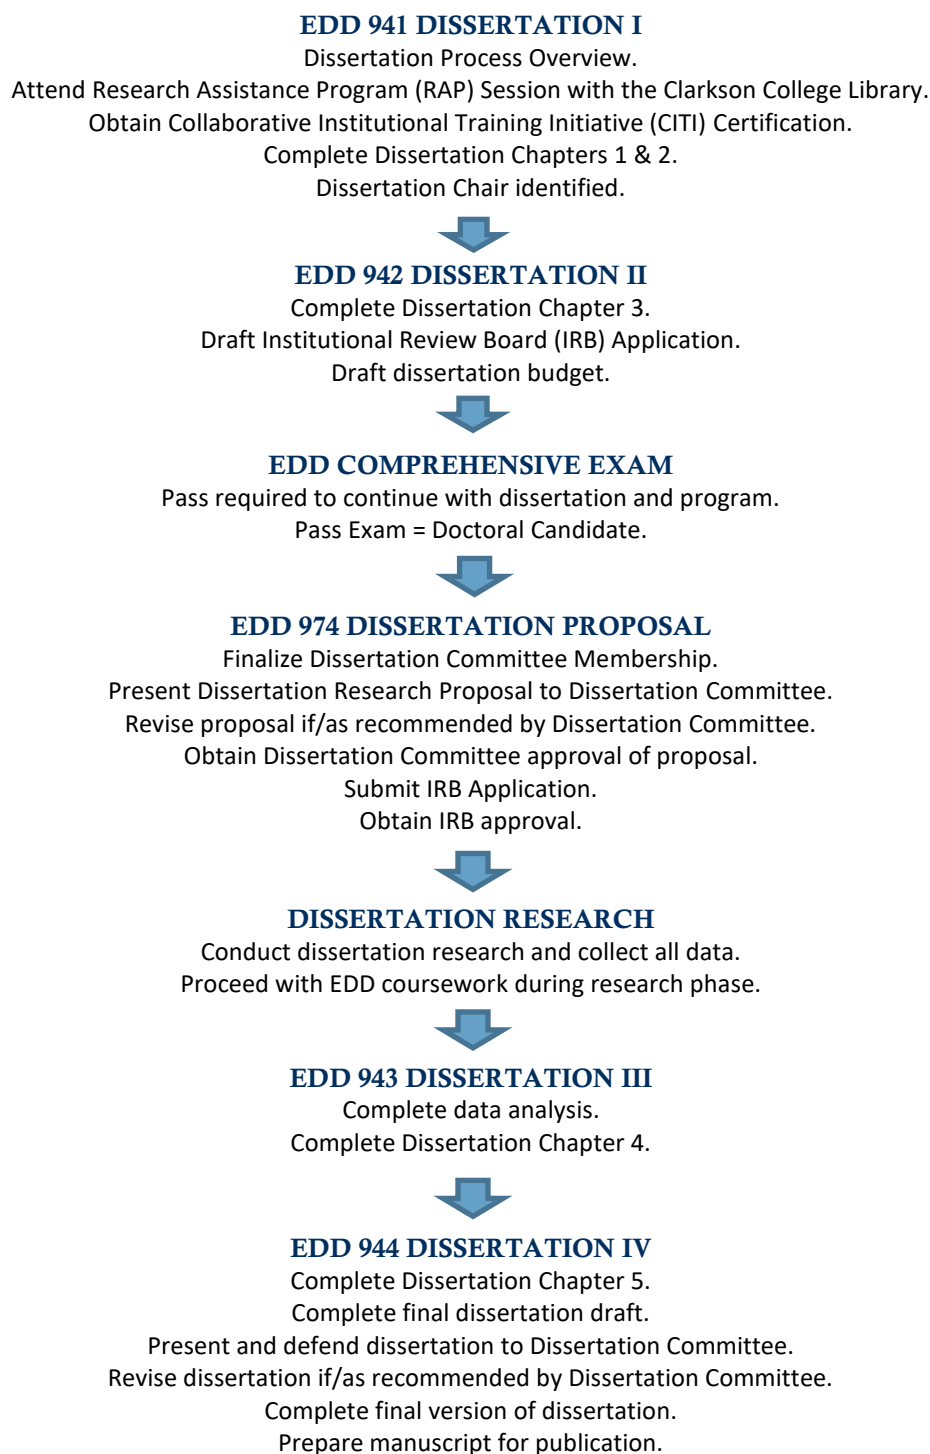 EDD 941 DISSERTATION I
Dissertation Process Overview.
Attend Research Assistance Program (RAP) Session with the Clarkson College Library.
Obtain Collaborative Institutional Training Initiative (CITI) Certification.
Complete Dissertation Chapters 1 & 2.
Dissertation Chair identified.
EDD 942 DISSERTATION II
Complete Dissertation Chapter 3.
Draft Institutional Review Board (IRB) Application.
Draft dissertation budget.
EDD COMPREHENSIVE EXAM
Pass required to continue with dissertation and program.
Pass Exam = Doctoral Candidate.
EDD 974 DISSERTATION PROPOSAL
Finalize Dissertation Committee Membership.
Present Dissertation Research Proposal to Dissertation Committee.
Revise proposal if/as recommended by Dissertation Committee.
Obtain Dissertation Committee approval of proposal.
Submit IRB Application.
Obtain IRB approval.
DISSERTATION RESEARCH
Conduct dissertation research and collect all data.
Proceed with EDD coursework during research phase.
EDD 943 DISSERTATION III
Complete data analysis.
Complete Dissertation Chapter 4.
EDD 944 DISSERTATION IV
Complete Dissertation Chapter 5.
Complete final dissertation draft.
Present and defend dissertation to Dissertation Committee.
Revise dissertation if/as recommended by Dissertation Committee.
Complete final version of dissertation.
Prepare manuscript for publication.